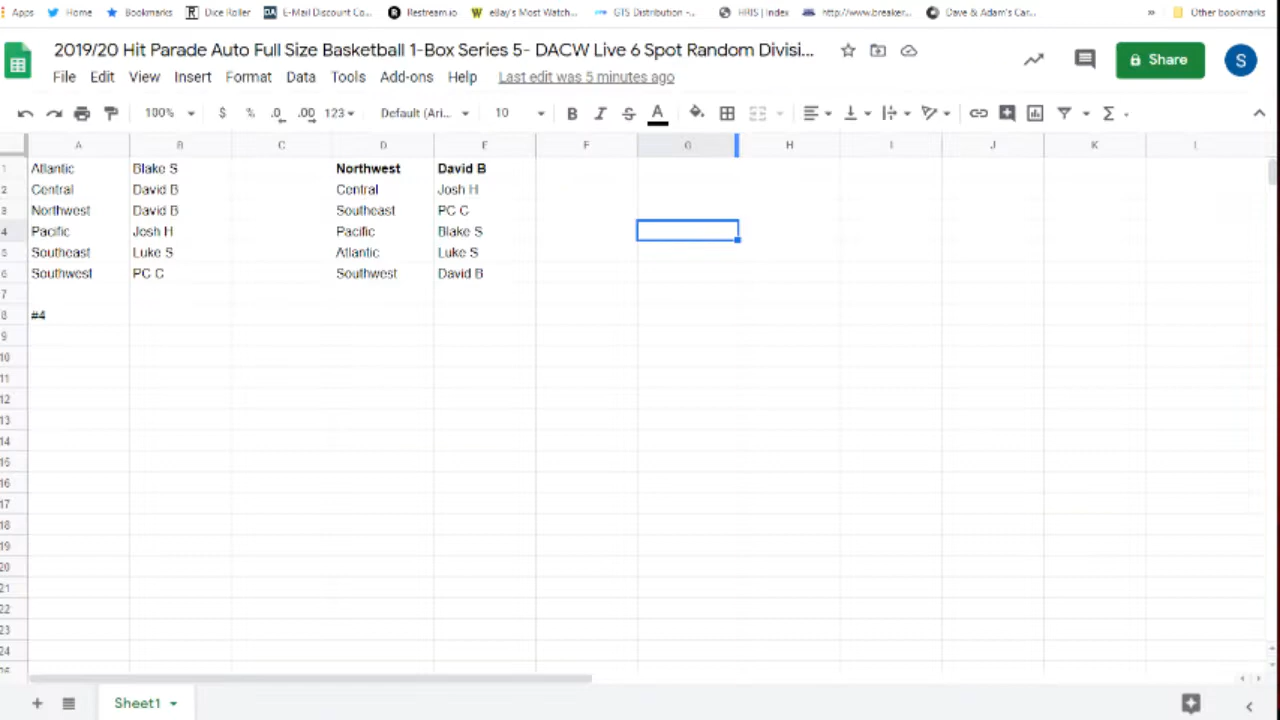 Apps Home Bookmarks Dice Roller E-Mail Discount Co... Restream.io eBay's Most Watch... GTS Distribution -... HRIS | Index http://www.breaker... Dave & Adam's Car... » Other bookmarks
2019/20 Hit Parade Auto Full Size Basketball 1-Box Series 5- DACW Live 6 Spot Random Divisi...
File Edit View Insert Format Data Tools Add-ons Help Last edit was 5 minutes ago
Share
S
100% $ % .0 .00 123 Default (Ari... 10 B I S A Σ
A B C D E F G H I J K L
1 Atlantic Blake S Northwest David B
2 Central David B Central Josh H
3 Northwest David B Southeast PC C
4 Pacific Josh H Pacific Blake S
5 Southeast Luke S Atlantic Luke S
6 Southwest PC C Southwest David B
7
8 #4
9
10
11
12
13
14
15
16
17
18
19
20
21
22
23
24
Sheet1